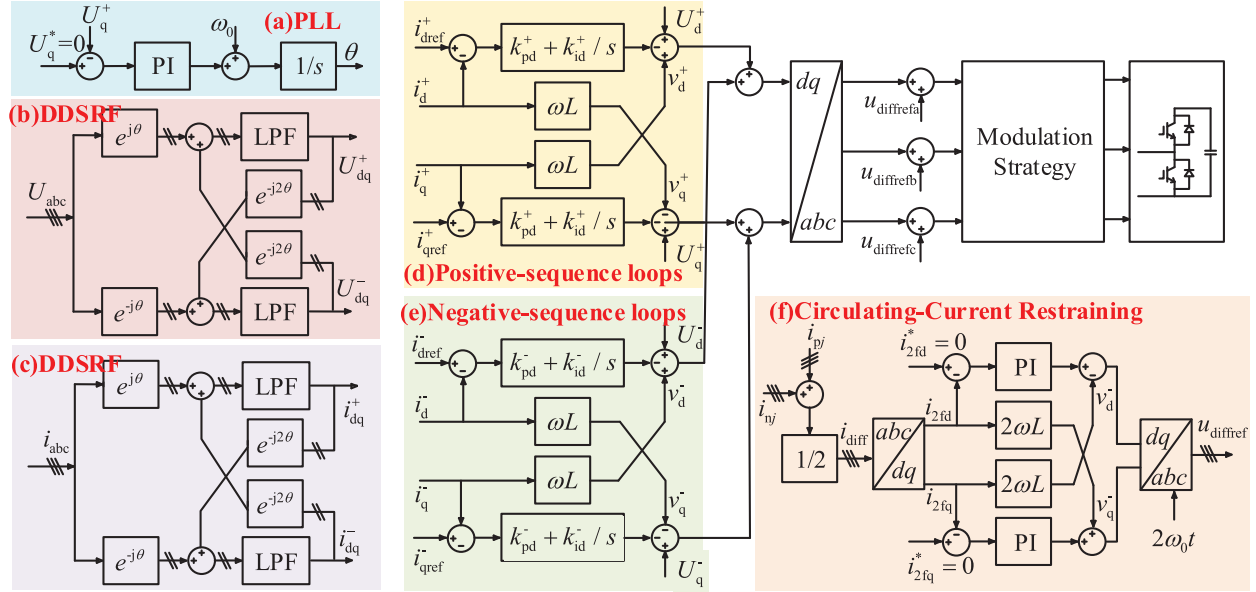 (a)PLL
U_q^+
U_q^*=0
PI
ω_0
1/s
θ
(b)DDSRF
U_abc
e^jθ
LPF
U_dq^+
e^-j2θ
e^-j2θ
e^-jθ
LPF
U_dq^-
(c)DDSRF
i_abc
e^jθ
LPF
i_dq^+
e^-j2θ
e^-j2θ
e^-jθ
LPF
i_dq^-
i_dref^+
k_pd^+ + k_id^+ / s
U_d^+
v_d^+
i_d^+
ωL
i_q^+
ωL
v_q^+
i_qref^+
k_pd^+ + k_id^+ / s
U_q^+
(d)Positive-sequence loops
(e)Negative-sequence loops
i_dref^-
k_pd^- + k_id^- / s
U_d^-
v_d^-
i_d^-
ωL
i_q^-
ωL
v_q^-
i_qref^-
k_pd^- + k_id^- / s
U_q^-
dq
abc
u_diffrefa
u_diffrefb
u_diffrefc
Modulation
Strategy
(f)Circulating-Current Restraining
i_pj
i_nj
1/2
i_diff
abc
dq
i_2fd^* = 0
PI
v_d^-
i_2fd
2ωL
2ωL
i_2fq
v_q^-
PI
i_2fq^* = 0
dq
abc
u_diffref
2ω_0t